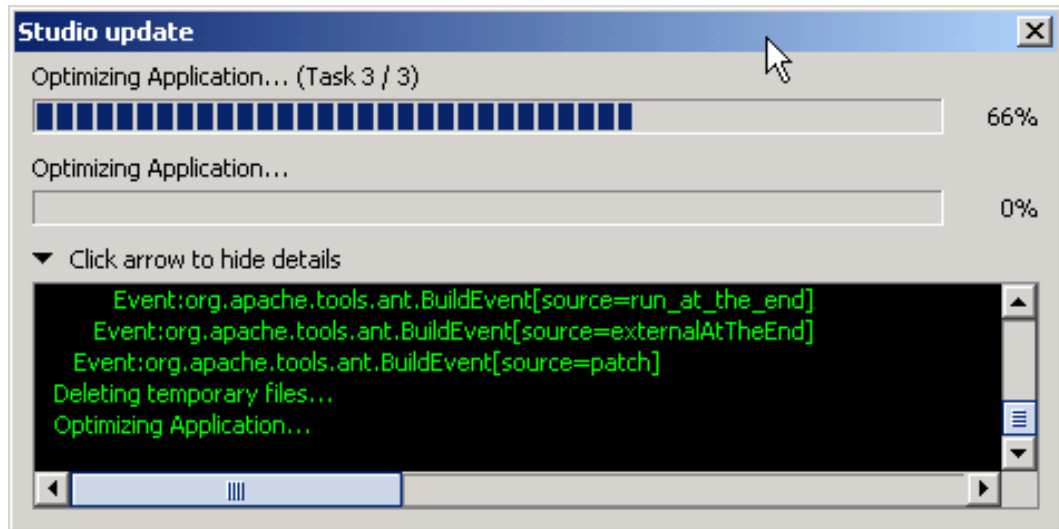 Studio update
Optimizing Application... (Task 3 / 3)
66%
Optimizing Application...
0%
Click arrow to hide details
Event:org.apache.tools.ant.BuildEvent[source=run_at_the_end]
Event:org.apache.tools.ant.BuildEvent[source=externalAtTheEnd]
Event:org.apache.tools.ant.BuildEvent[source=patch]
Deleting temporary files...
Optimizing Application...